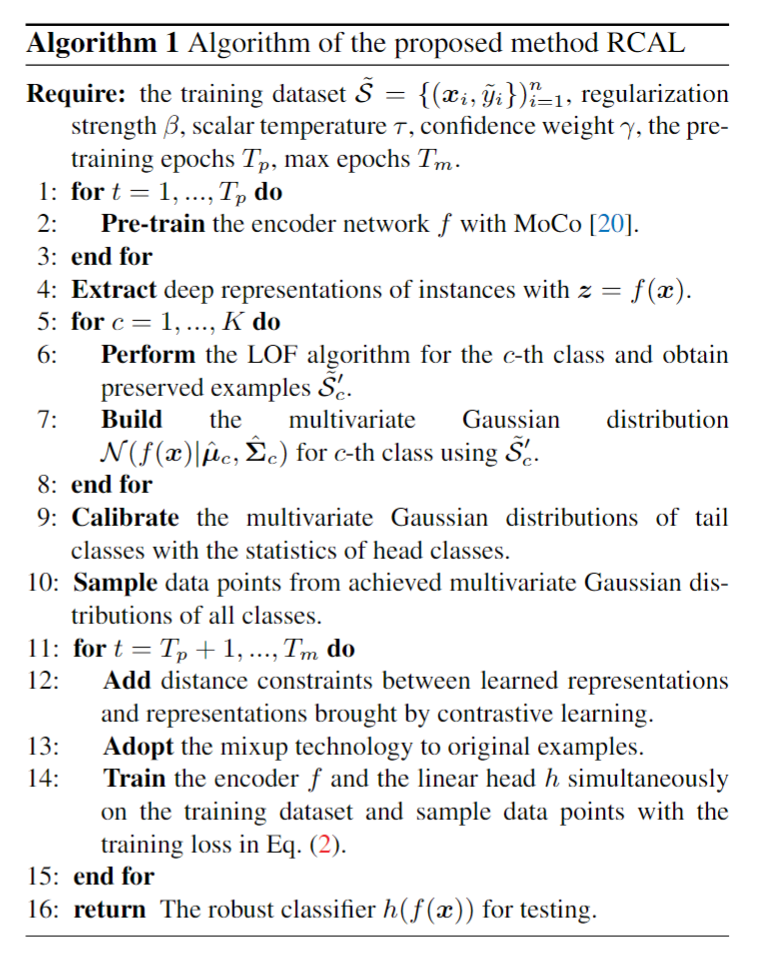 Algorithm 1 Algorithm of the proposed method RCAL
Require: the training dataset $\tilde{\mathcal{S}} = \{(\boldsymbol{x}_i, \tilde{y}_i\})_{i=1}^n$, regularization
strength $\beta$, scalar temperature $\tau$, confidence weight $\gamma$, the pre-
training epochs $T_p$, max epochs $T_m$.
1: for $t = 1, ..., T_p$ do
2: Pre-train the encoder network $f$ with MoCo [20].
3: end for
4: Extract deep representations of instances with $\boldsymbol{z} = f(\boldsymbol{x})$.
5: for $c = 1, ..., K$ do
6: Perform the LOF algorithm for the $c$-th class and obtain
preserved examples $\tilde{\mathcal{S}}'_c$.
7: Build the multivariate Gaussian distribution
$\mathcal{N}(f(\boldsymbol{x})|\hat{\boldsymbol{\mu}}_c, \hat{\boldsymbol{\Sigma}}_c)$ for $c$-th class using $\tilde{\mathcal{S}}'_c$.
8: end for
9: Calibrate the multivariate Gaussian distributions of tail
classes with the statistics of head classes.
10: Sample data points from achieved multivariate Gaussian dis-
tributions of all classes.
11: for $t = T_p + 1, ..., T_m$ do
12: Add distance constraints between learned representations
and representations brought by contrastive learning.
13: Adopt the mixup technology to original examples.
14: Train the encoder $f$ and the linear head $h$ simultaneously
on the training dataset and sample data points with the
training loss in Eq. (2).
15: end for
16: return The robust classifier $h(f(\boldsymbol{x}))$ for testing.